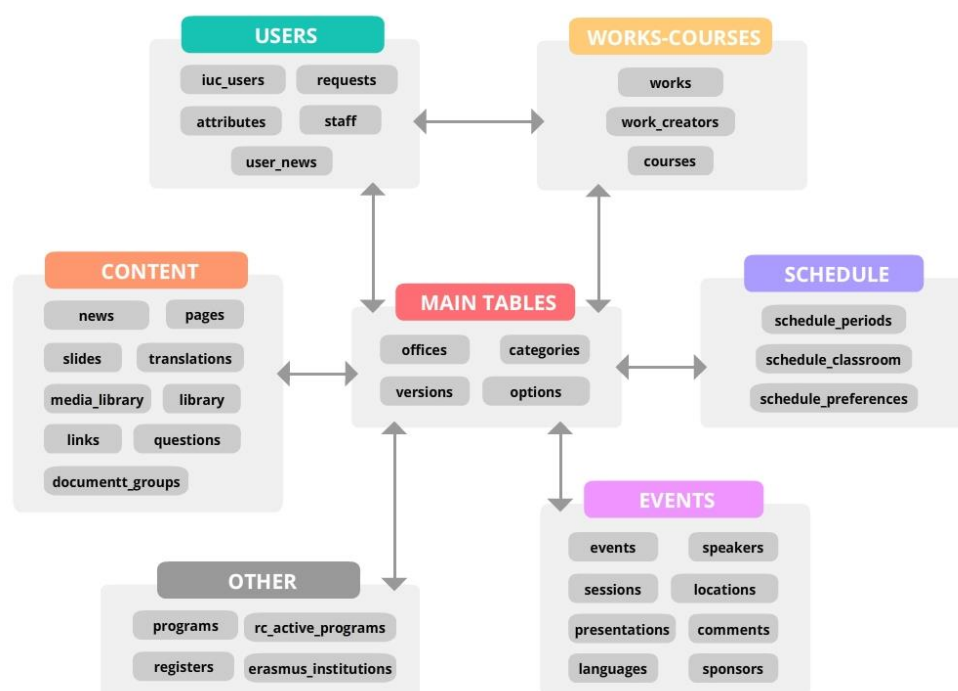 USERS
iuc_users requests
attributes staff
user_news
WORKS-COURSES
works
work_creators
courses
CONTENT
news pages
slides translations
media_library library
links questions
documentt_groups
MAIN TABLES
offices categories
versions options
SCHEDULE
schedule_periods
schedule_classroom
schedule_preferences
OTHER
programs rc_active_programs
registers erasmus_institutions
EVENTS
events speakers
sessions locations
presentations comments
languages sponsors